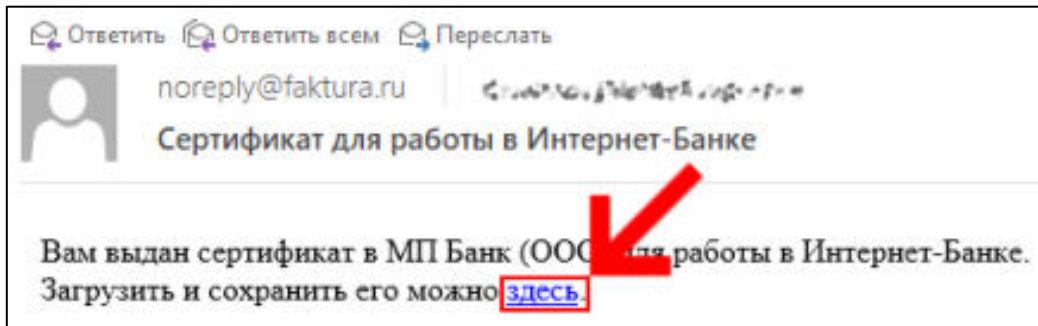 Ответить Ответить всем Переслать
noreply@faktura.ru
Сертификат для работы в Интернет-Банке
Вам выдан сертификат в МП Банк (ООО работы в Интернет-Банке.
Загрузить и сохранить его можно здесь.